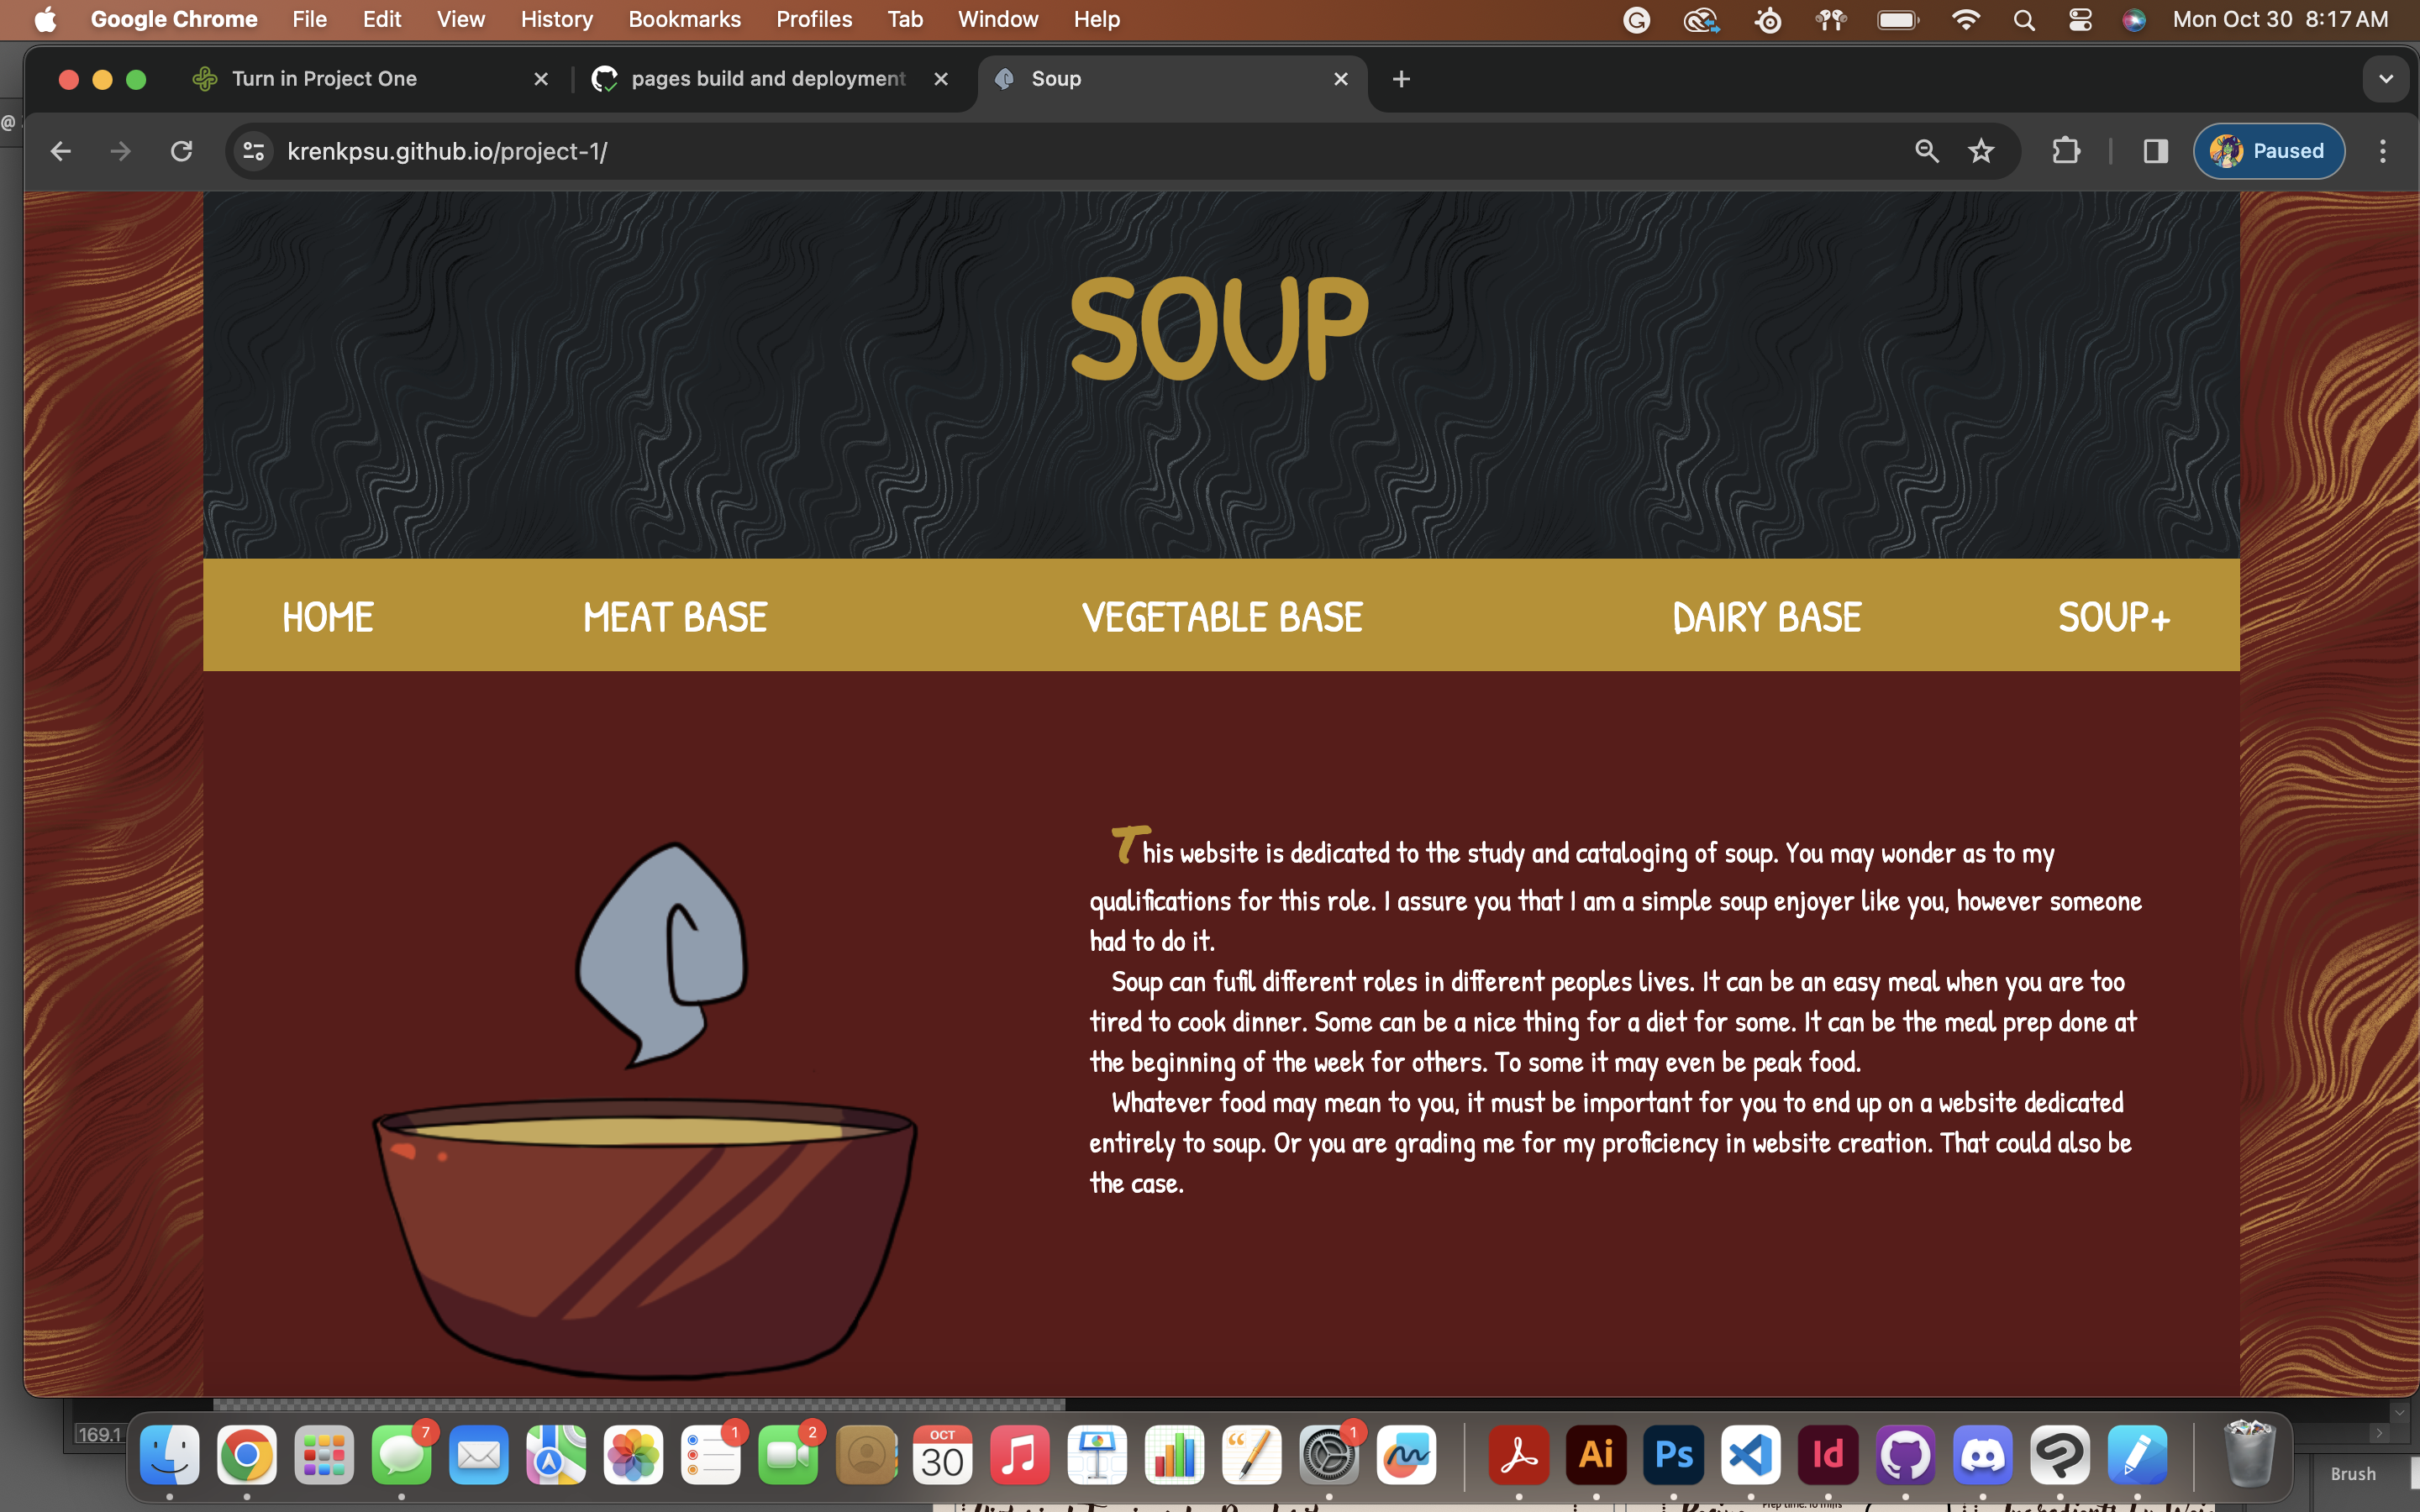 Google Chrome File Edit View History Bookmarks Profiles Tab Window Help Mon Oct 30 8:17 AM
Turn in Project One pages build and deployment Soup
@
krenkpsu.github.io/project-1/ Paused
SOUP
HOME MEAT BASE VEGETABLE BASE DAIRY BASE SOUP+
This website is dedicated to the study and cataloging of soup. You may wonder as to my
qualifications for this role. I assure you that I am a simple soup enjoyer like you, however someone
had to do it.
Soup can fufil different roles in different peoples lives. It can be an easy meal when you are too
tired to cook dinner. Some can be a nice thing for a diet for some. It can be the meal prep done at
the beginning of the week for others. To some it may even be peak food.
Whatever food may mean to you, it must be important for you to end up on a website dedicated
entirely to soup. Or you are grading me for my proficiency in website creation. That could also be
the case.
169.1
7 1 2 OCT 30 1 Ai Ps Id
Brush